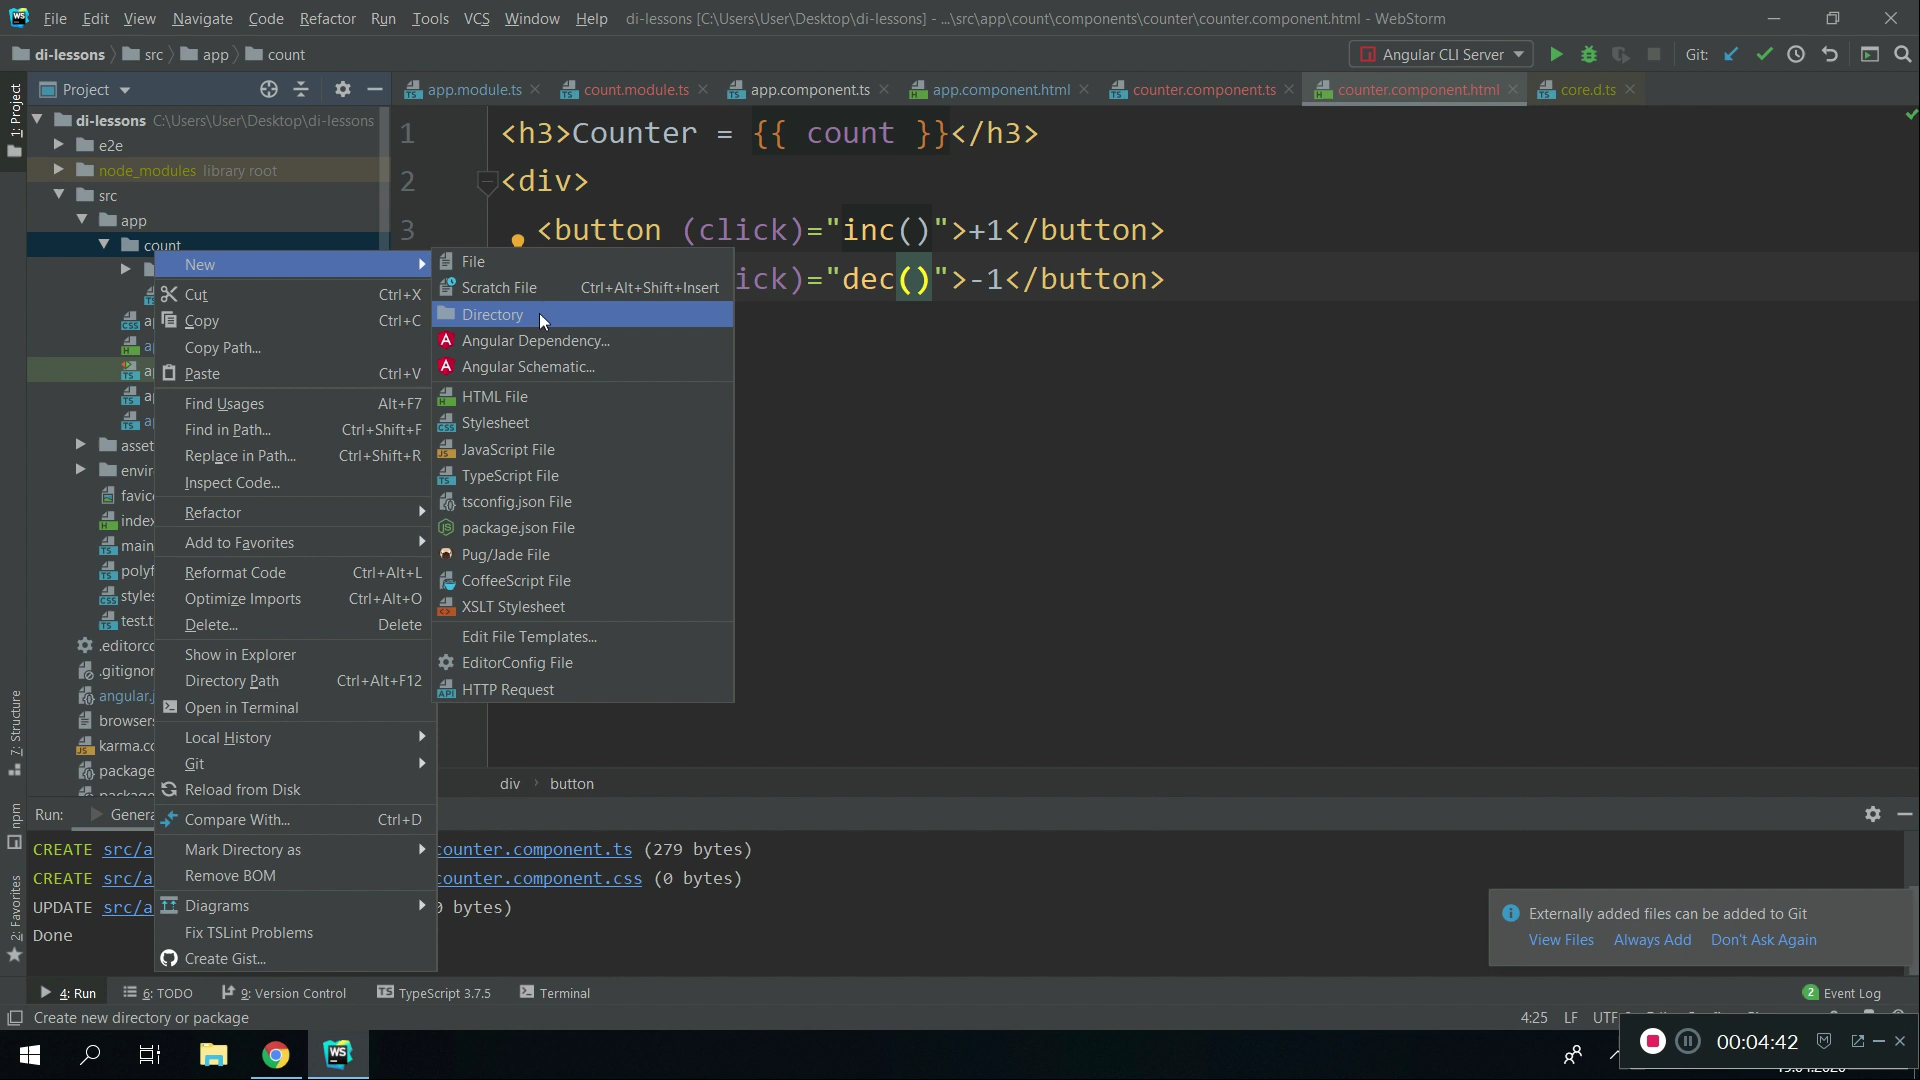 File Edit View Navigate Code Refactor Run Tools VCS Window Help di-lessons [C:\Users\User\Desktop\di-lessons] - ...\src\app\count\components\counter\counter.component.html - WebStorm
di-lessons src app count
Angular CLI Server Git:
Project
app.module.ts count.module.ts app.component.ts app.component.html counter.component.ts counter.component.html core.d.ts
1: Project
di-lessons C:\Users\User\Desktop\di-lessons
e2e
node_modules library root
src
app
count
1 <h3>Counter = {{ count }}</h3>
2 <div>
3 <button (click)="inc()">+1</button>
ick)="dec()">-1</button>
asset
envir
favic
index
main
polyf
styles
test.t
.editorco
.gitignor
angular.j
browsers
karma.co
package
New
Cut Ctrl+X
Copy Ctrl+C
Copy Path...
Paste Ctrl+V
Find Usages Alt+F7
Find in Path... Ctrl+Shift+F
Replace in Path... Ctrl+Shift+R
Inspect Code...
Refactor
Add to Favorites
Reformat Code Ctrl+Alt+L
Optimize Imports Ctrl+Alt+O
Delete... Delete
Show in Explorer
Directory Path Ctrl+Alt+F12
Open in Terminal
Local History
Git
Reload from Disk
Compare With... Ctrl+D
Mark Directory as
Remove BOM
Diagrams
Fix TSLint Problems
Create Gist...
File
Scratch File Ctrl+Alt+Shift+Insert
Directory
Angular Dependency...
Angular Schematic...
HTML File
Stylesheet
JavaScript File
TypeScript File
tsconfig.json File
package.json File
Pug/Jade File
CoffeeScript File
XSLT Stylesheet
Edit File Templates...
EditorConfig File
HTTP Request
7: Structure
npm
2: Favorites
div button
Run: Genera
CREATE src/a counter.component.ts (279 bytes)
CREATE src/a counter.component.css (0 bytes)
UPDATE src/a bytes)
Done
Externally added files can be added to Git
View Files Always Add Don't Ask Again
4: Run 6: TODO 9: Version Control TypeScript 3.7.5 Terminal 2 Event Log
Create new directory or package 4:25 LF UTF
00:04:42